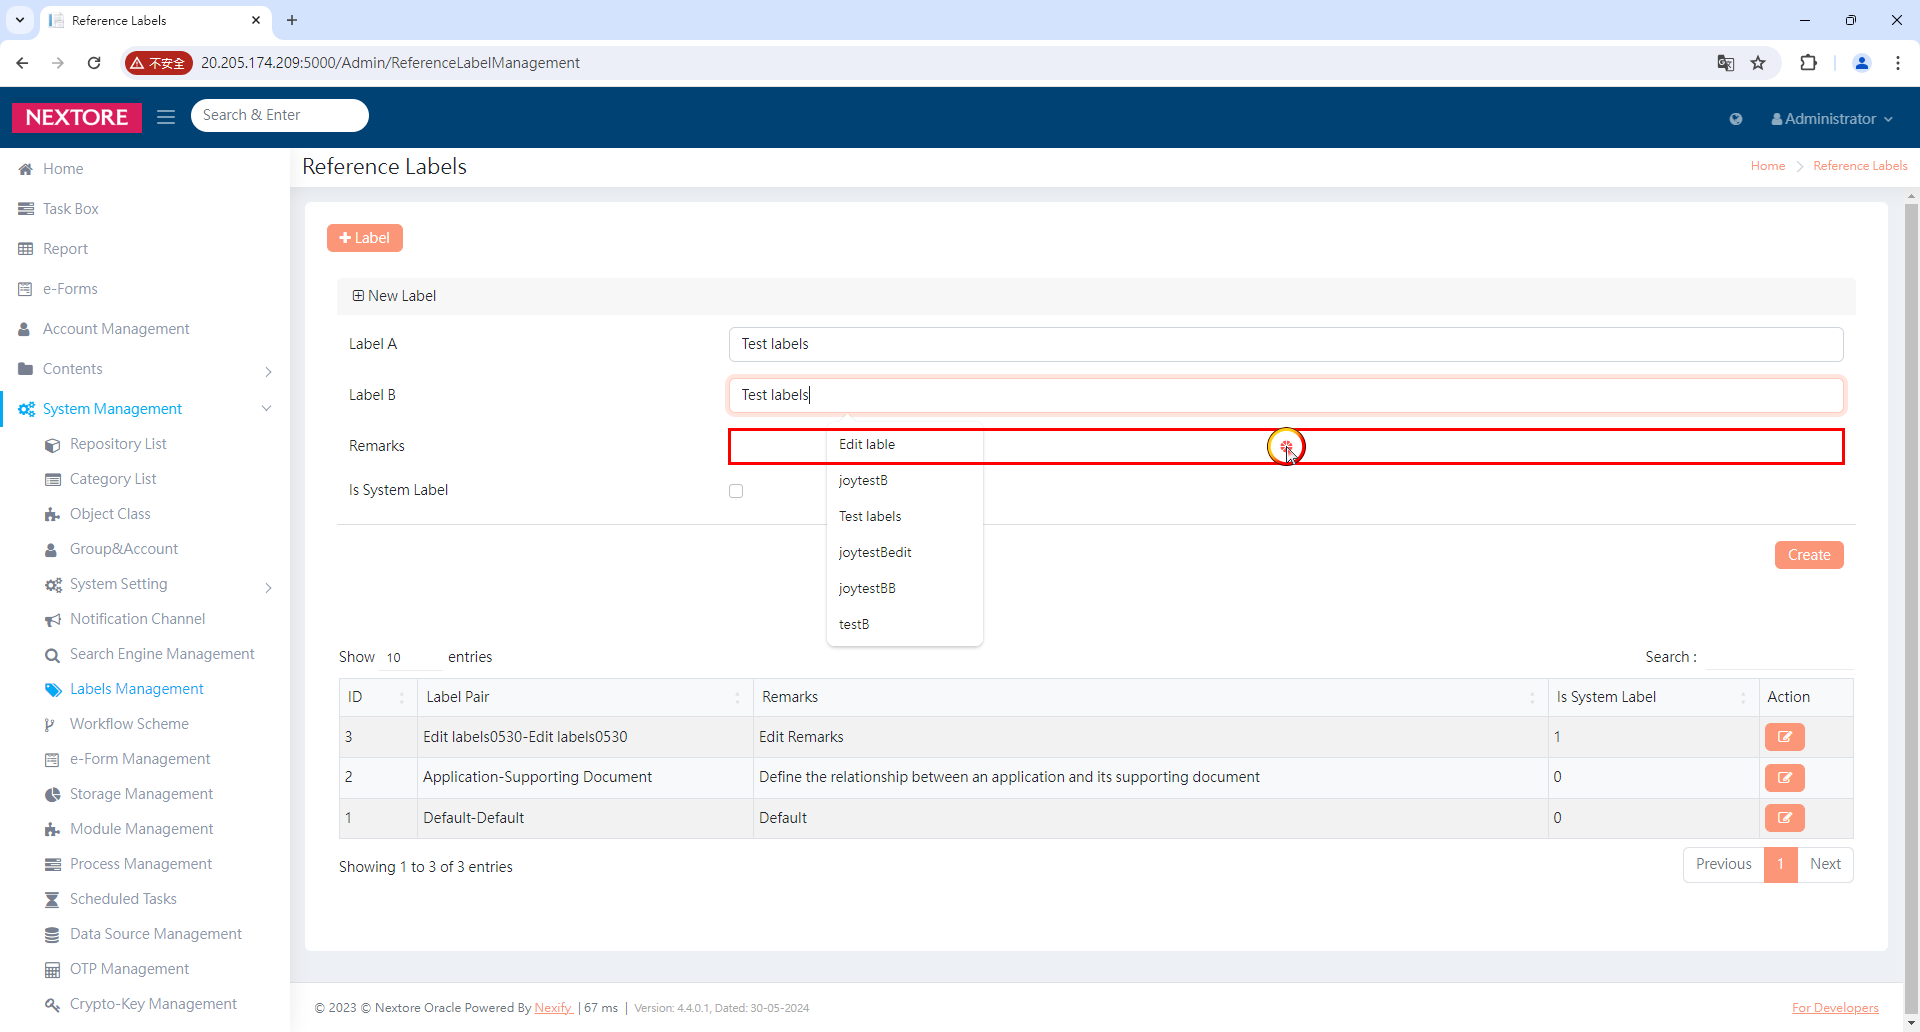 Reference Labels
不安全
20.205.174.209:5000/Admin/ReferenceLabelManagement
NEXTORE
Search & Enter
Administrator
Home
Task Box
Report
e-Forms
Account Management
Contents
System Management
Repository List
Category List
Object Class
Group&Account
System Setting
Notification Channel
Search Engine Management
Labels Management
Workflow Scheme
e-Form Management
Storage Management
Module Management
Process Management
Scheduled Tasks
Data Source Management
OTP Management
Crypto-Key Management
Reference Labels
Home
Reference Labels
Label
New Label
Label A
Test labels
Label B
Test labels
Remarks
Is System Label
Edit lable
joytestB
Test labels
joytestBedit
joytestBB
testB
Create
Show 10 entries
Search :
ID Label Pair Remarks Is System Label Action
3 Edit labels0530-Edit labels0530 Edit Remarks 1
2 Application-Supporting Document Define the relationship between an application and its supporting document 0
1 Default-Default Default 0
Showing 1 to 3 of 3 entries
Previous 1 Next
© 2023 © Nextore Oracle Powered By Nexify | 67 ms | Version: 4.4.0.1, Dated: 30-05-2024
For Developers